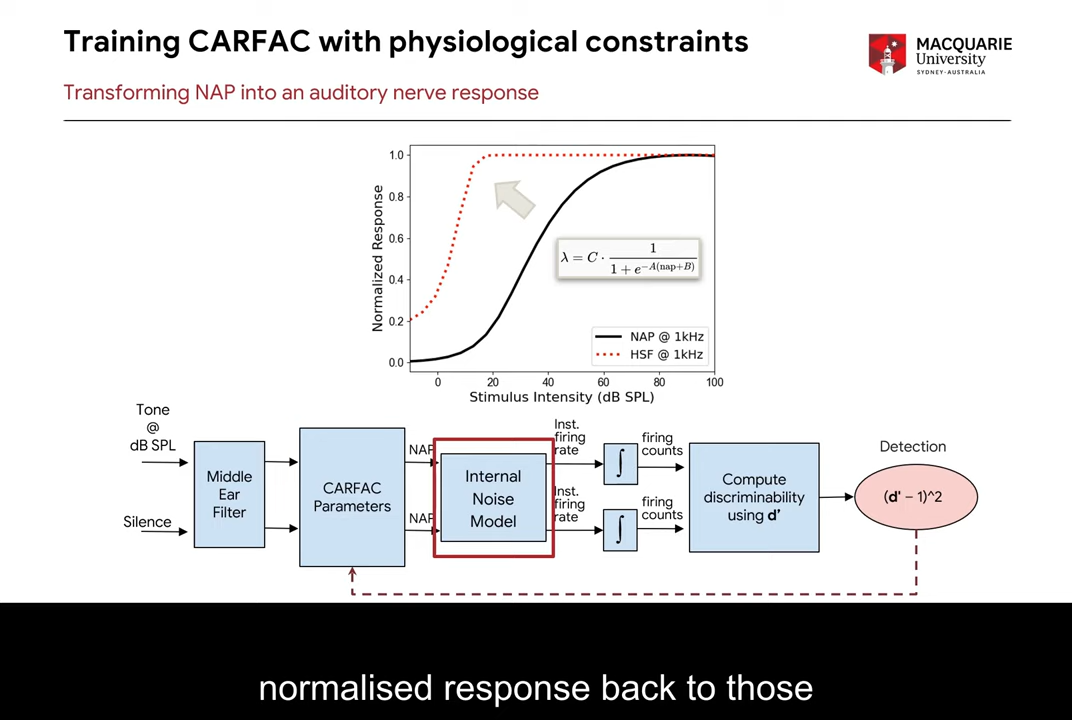 Training CARFAC with physiological constraints
MACQUARIE
University
SYDNEY·AUSTRALIA
Transforming NAP into an auditory nerve response
Normalized Response
1.0
0.8
0.6
0.4
0.2
0.0
λ = C · 1 / (1 + e^−A(nap+B))
NAP @ 1kHz
HSF @ 1kHz
0 20 40 60 80 100
Stimulus Intensity (dB SPL)
Tone
@
dB SPL
Silence
Middle
Ear
Filter
CARFAC
Parameters
NAP
NAP
Internal
Noise
Model
Inst.
firing
rate
Inst.
firing
rate
∫
∫
firing
counts
firing
counts
Compute
discriminability
using d'
Detection
(d' − 1)^2
normalised response back to those